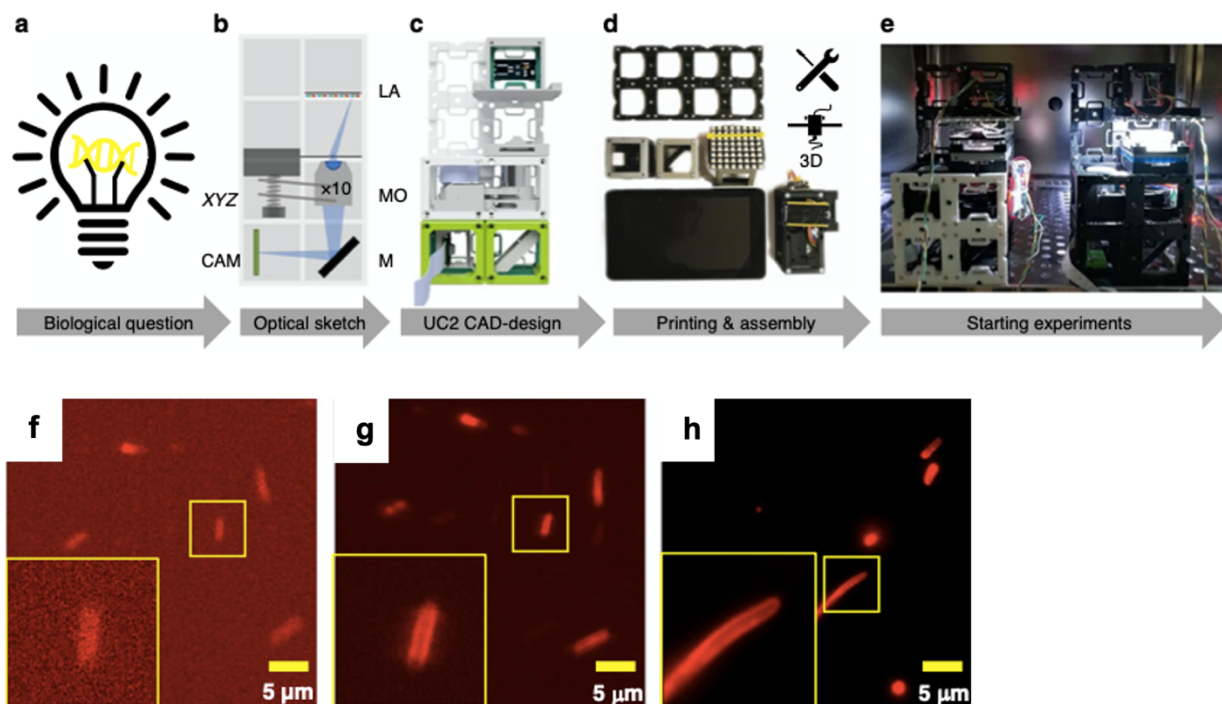 a
b
c
d
e
LA
XYZ
×10
MO
3D
CAM
M
Biological question
Optical sketch
UC2 CAD-design
Printing & assembly
Starting experiments
f
g
h
5 µm
5 µm
5 µm